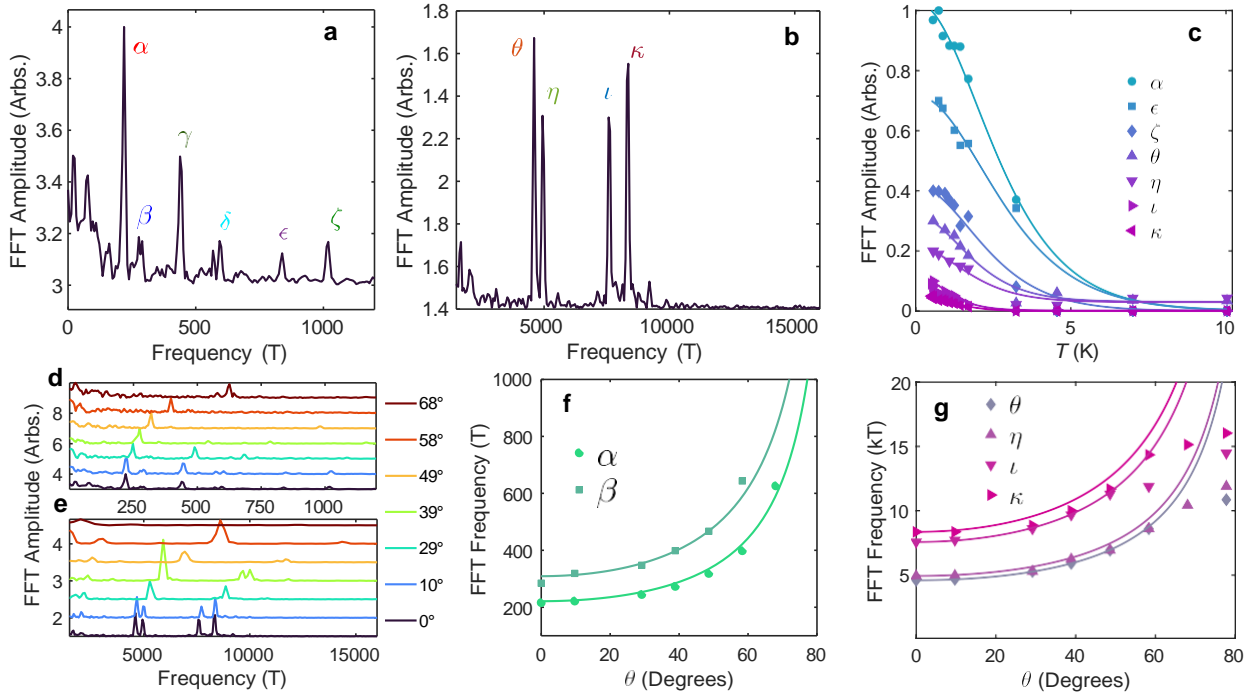 a
FFT Amplitude (Arbs.)
4
3.8
3.6
3.4
3.2
3
α
β
γ
δ
ϵ
ζ
0
500
1000
Frequency (T)
b
FFT Amplitude (Arbs.)
1.8
2.6
2.2
1.8
1.6
1.4
θ
η
ι
κ
5000
10000
15000
Frequency (T)
c
FFT Amplitude (Arbs.)
1
0.8
0.6
0.4
0.2
0
α
ϵ
ζ
θ
η
ι
κ
0
5
10
T (K)
d
FFT Amplitude (Arbs.)
8
6
4
250
500
750
1000
e
FFT Amplitude (Arbs.)
4
3
2
5000
10000
15000
Frequency (T)
68°
58°
49°
39°
29°
10°
0°
f
FFT Frequency (T)
1000
800
600
400
200
α
β
0
20
40
60
80
θ (Degrees)
g
FFT Frequency (kT)
20
15
10
5
θ
η
ι
κ
0
20
40
60
80
θ (Degrees)